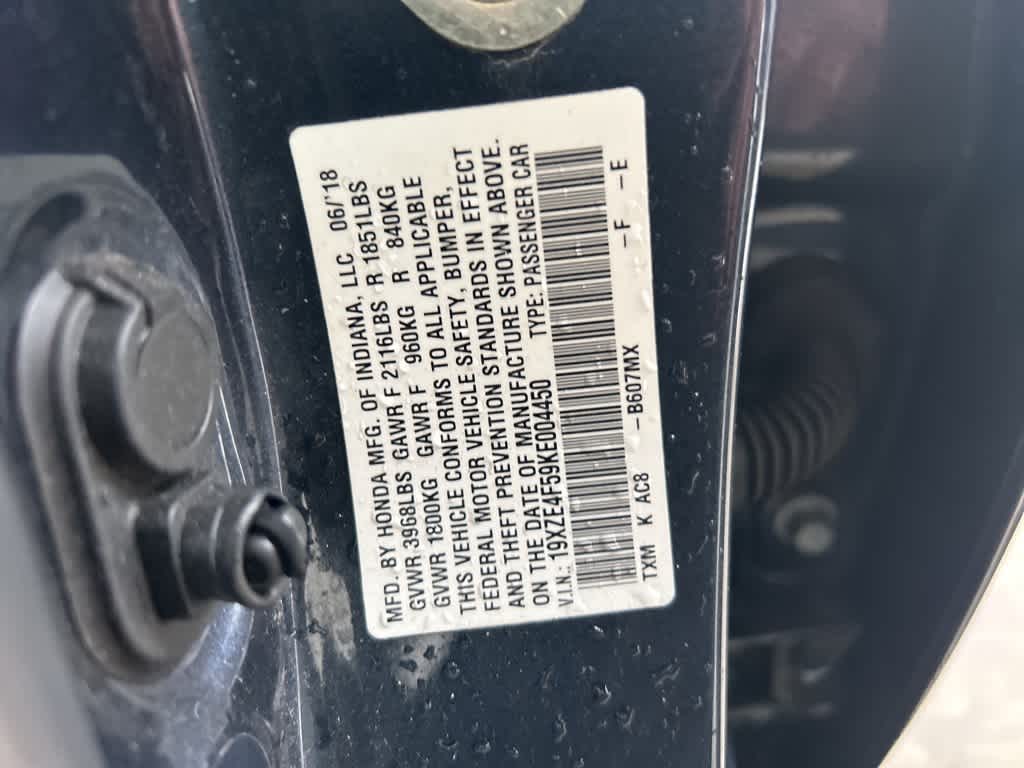 MFD. BY HONDA MFG. OF INDIANA, LLC 06/'18
GVWR 3968LBS GAWR F 2116LBS R 1851LBS
GVWR 1800KG GAWR F 960KG R 840KG
THIS VEHICLE CONFORMS TO ALL APPLICABLE
FEDERAL MOTOR VEHICLE SAFETY, BUMPER,
AND THEFT PREVENTION STANDARDS IN EFFECT
ON THE DATE OF MANUFACTURE SHOWN ABOVE.
V.I.N.: 19XZE4F59KE004450 TYPE: PASSENGER CAR
TXM K AC8 -B607MX -F -E